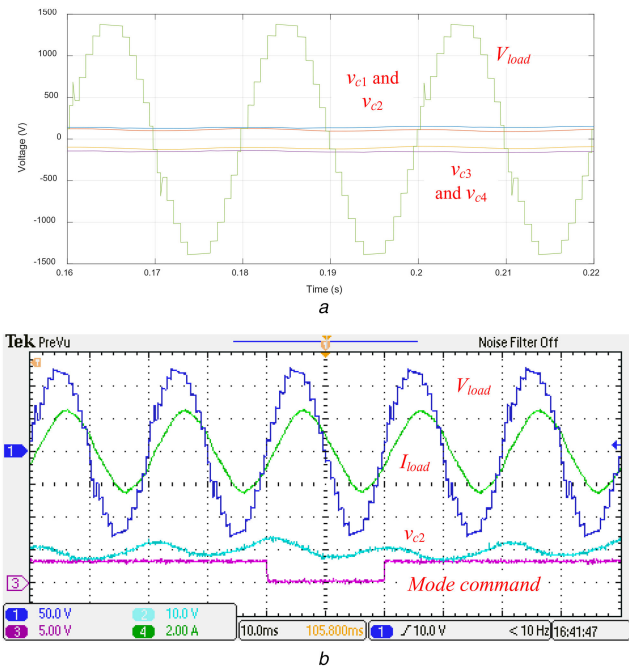 1500
1000
500
0
-500
-1000
-1500
Voltage (V)
V_load
v_c1 and
v_c2
v_c3
and v_c4
0.16
0.17
0.18
0.19
0.2
0.21
0.22
Time (s)
a
Tek PreVu
Noise Filter Off
T
1
V_load
I_load
v_c2
3
Mode command
1 50.0 V
2 10.0 V
3 5.00 V
4 2.00 A
10.0ms 105.800ms
1 10.0 V
< 10 Hz
16:41:47
b